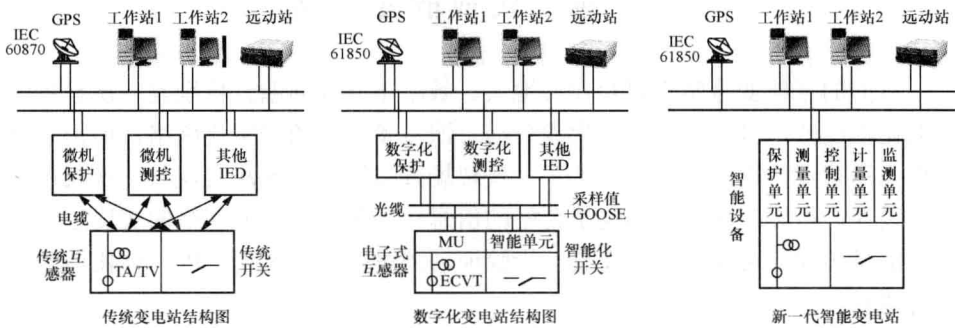 GPS 工作站1 工作站2 远动站
IEC
60870
微机
保护
微机
测控
其他
IED
电缆
传统互
感器
TA/TV
传统
开关
传统变电站结构图
GPS 工作站1 工作站2 远动站
IEC
61850
数字化
保护
数字化
测控
其他
IED
光缆
采样值
+GOOSE
电子式
互感器
MU
智能单元
ECVT
智能化
开关
数字化变电站结构图
GPS 工作站1 工作站2 远动站
IEC
61850
智能设备
保护单元
测量单元
控制单元
计量单元
监测单元
新一代智能变电站